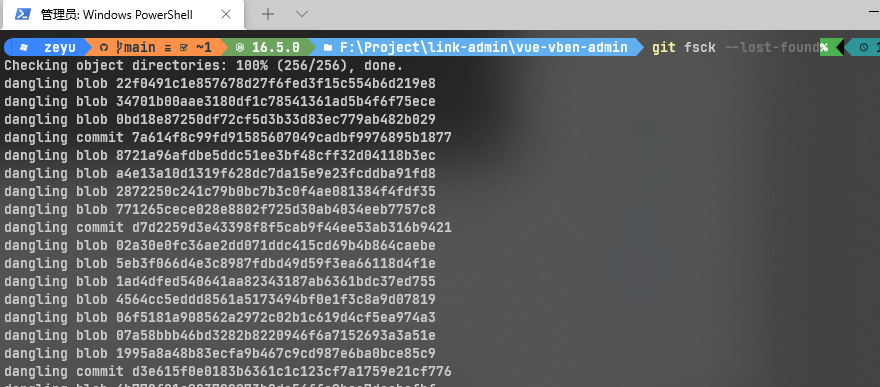 管理员: Windows PowerShell
zeyu main ≡ ~1 16.5.0 F:\Project\link-admin\vue-vben-admin git fsck --lost-found% 1
Checking object directories: 100% (256/256), done.
dangling blob 22f0491c1e857678d27f6fed3f15c554b6d219e8
dangling blob 34701b00aae3180df1c78541361ad5b4f6f75ece
dangling blob 0bd18e87250df72cf5d3b33d83ec779ab482b029
dangling commit 7a614f8c99fd91585607049cadbf9976895b1877
dangling blob 8721a96afdbe5ddc51ee3bf48cff32d04118b3ec
dangling blob a4e13a10d1319f628dc7da15e9e23fcddba91fd8
dangling blob 2872250c241c79b0bc7b3c0f4ae081384f4fdf35
dangling blob 771265cece028e8802f725d30ab4034eeb7757c8
dangling commit d7d2259d3e43398f8f5cab9f44ee53ab316b9421
dangling blob 02a30e0fc36ae2dd071ddc415cd69b4b864caebe
dangling blob 5eb3f066d4e3c8987fdbd49d59f3ea66118d4f1e
dangling blob 1ad4dfed540641aa82343187ab6361bdc37ed755
dangling blob 4564cc5eddd8561a5173494bf0e1f3c8a9d07819
dangling blob 06f5181a908562a2972c02b1c619d4cf5ea974a3
dangling blob 07a58bbb46bd3282b8220946f6a7152693a3a51e
dangling blob 1995a8a48b83ecfa9b467c9cd987e6ba0bce85c9
dangling commit d3e615f0e0183b6361c1c123cf7a1759e21cf776
dangling blob